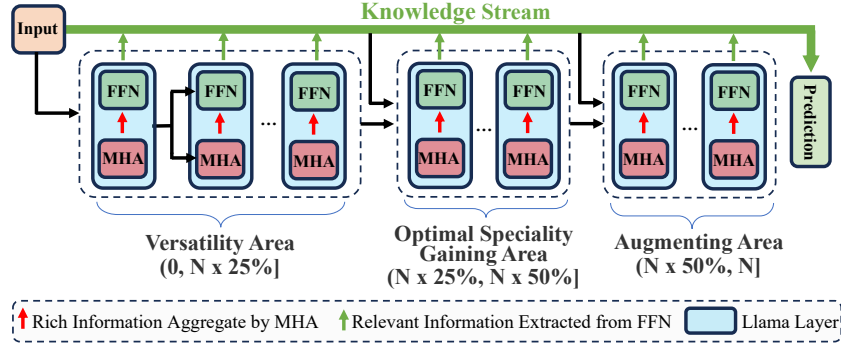 Knowledge Stream
Input
FFN
FFN
...
FFN
FFN
...
FFN
FFN
...
FFN
MHA
MHA
MHA
MHA
MHA
MHA
MHA
Prediction
Versatility Area
(0, N x 25%]
Optimal Speciality
Gaining Area
(N x 25%, N x 50%]
Augmenting Area
(N x 50%, N]
Rich Information Aggregate by MHA
Relevant Information Extracted from FFN
Llama Layer